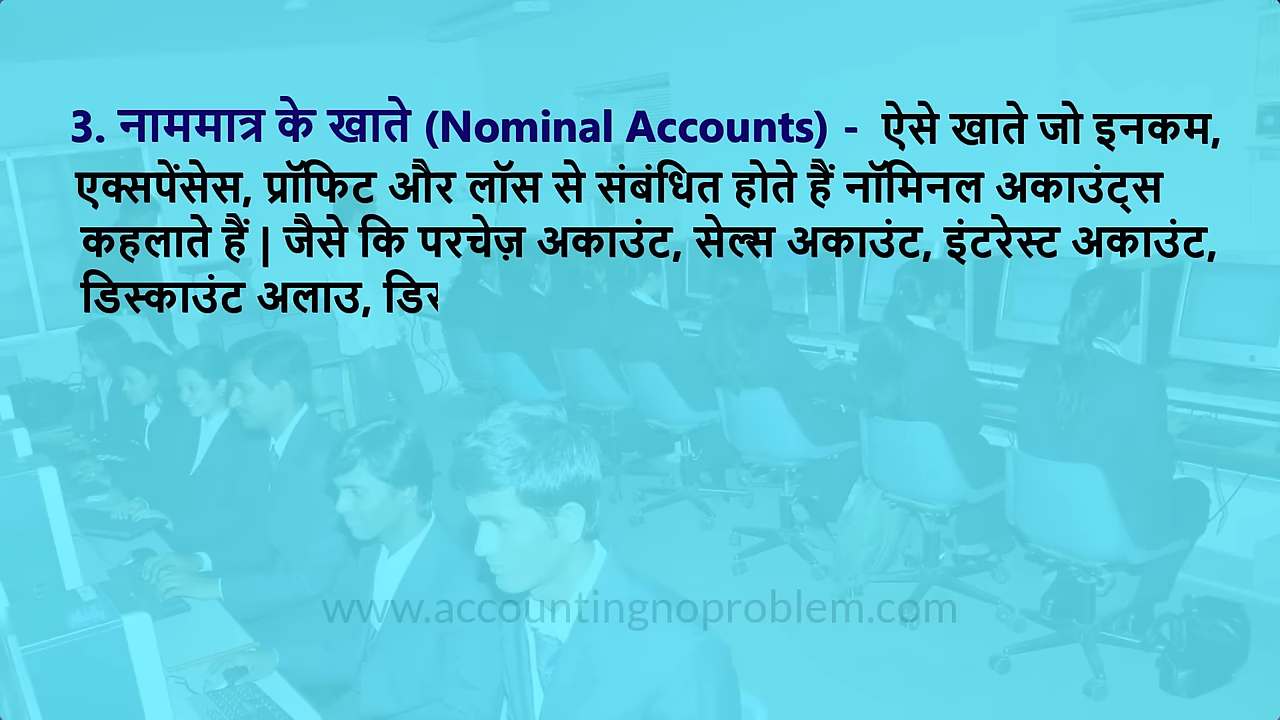 3. नाममात्र के खाते (Nominal Accounts) - ऐसे खाते जो इनकम,
एक्सपेंसेस, प्रॉफिट और लॉस से संबंधित होते हैं नॉमिनल अकाउंट्स
कहलाते हैं | जैसे कि परचेज़ अकाउंट, सेल्स अकाउंट, इंटरेस्ट अकाउंट,
डिस्काउंट अलाउ,
www.accountingnoproblem.com